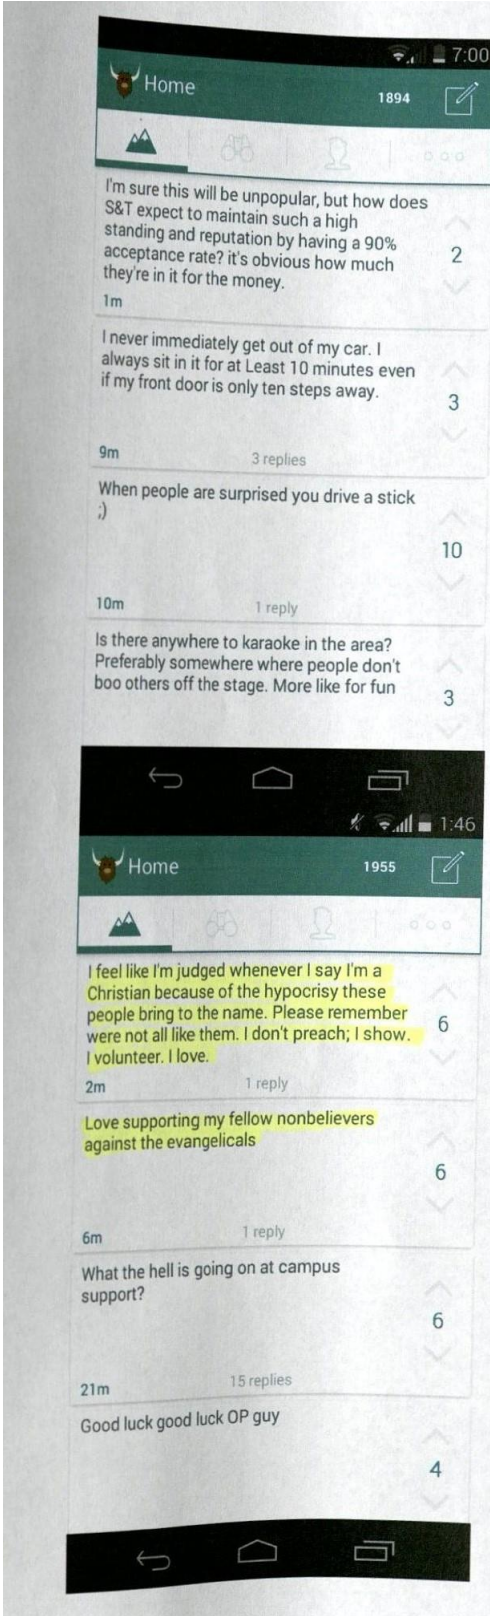 7:00
Home
1894
I'm sure this will be unpopular, but how does
S&T expect to maintain such a high
standing and reputation by having a 90%
acceptance rate? it's obvious how much
they're in it for the money.
2
1m
I never immediately get out of my car. I
always sit in it for at Least 10 minutes even
if my front door is only ten steps away.
3
9m 3 replies
When people are surprised you drive a stick
;)
10
10m 1 reply
Is there anywhere to karaoke in the area?
Preferably somewhere where people don't
boo others off the stage. More like for fun
3
1:46
Home
1955
I feel like I'm judged whenever I say I'm a
Christian because of the hypocrisy these
people bring to the name. Please remember
were not all like them. I don't preach; I show.
I volunteer. I love.
6
2m 1 reply
Love supporting my fellow nonbelievers
against the evangelicals
6
6m 1 reply
What the hell is going on at campus
support?
6
21m 15 replies
Good luck good luck OP guy
4